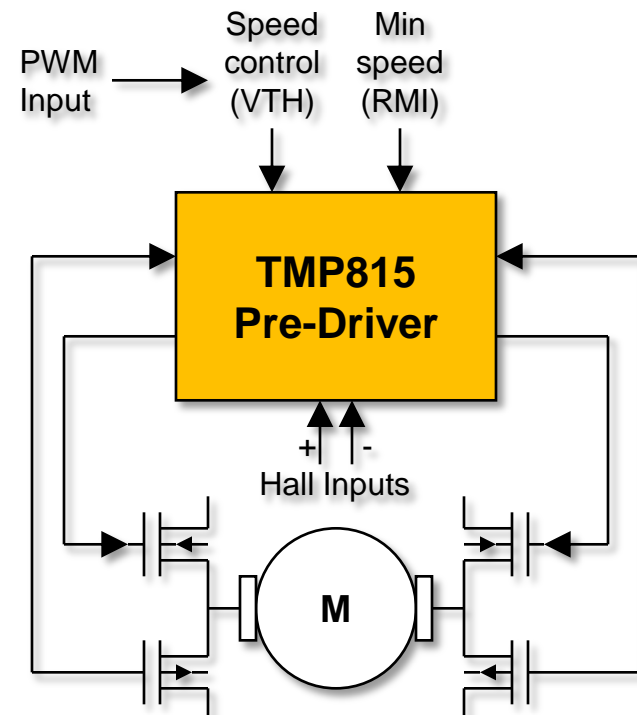 PWM
Input
Speed
control
(VTH)
Min
speed
(RMI)
TMP815
Pre-Driver
+ -
Hall Inputs
M